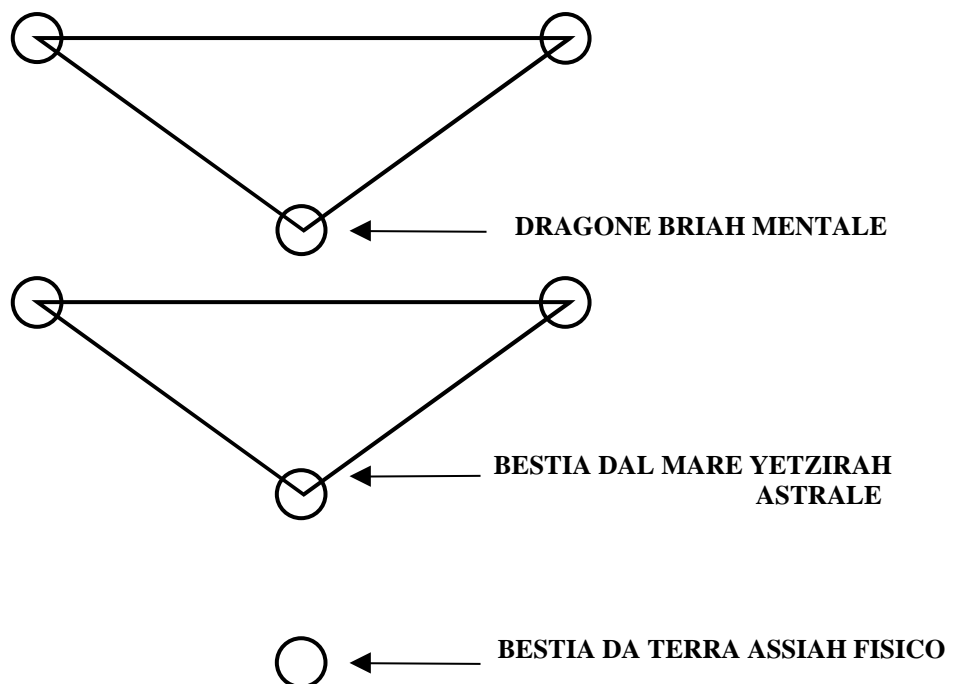 DRAGONE BRIAH MENTALE
BESTIA DAL MARE YETZIRAH
ASTRALE
BESTIA DA TERRA ASSIAH FISICO